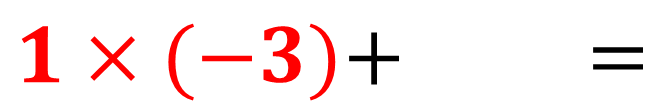 1 × (−3)+ =